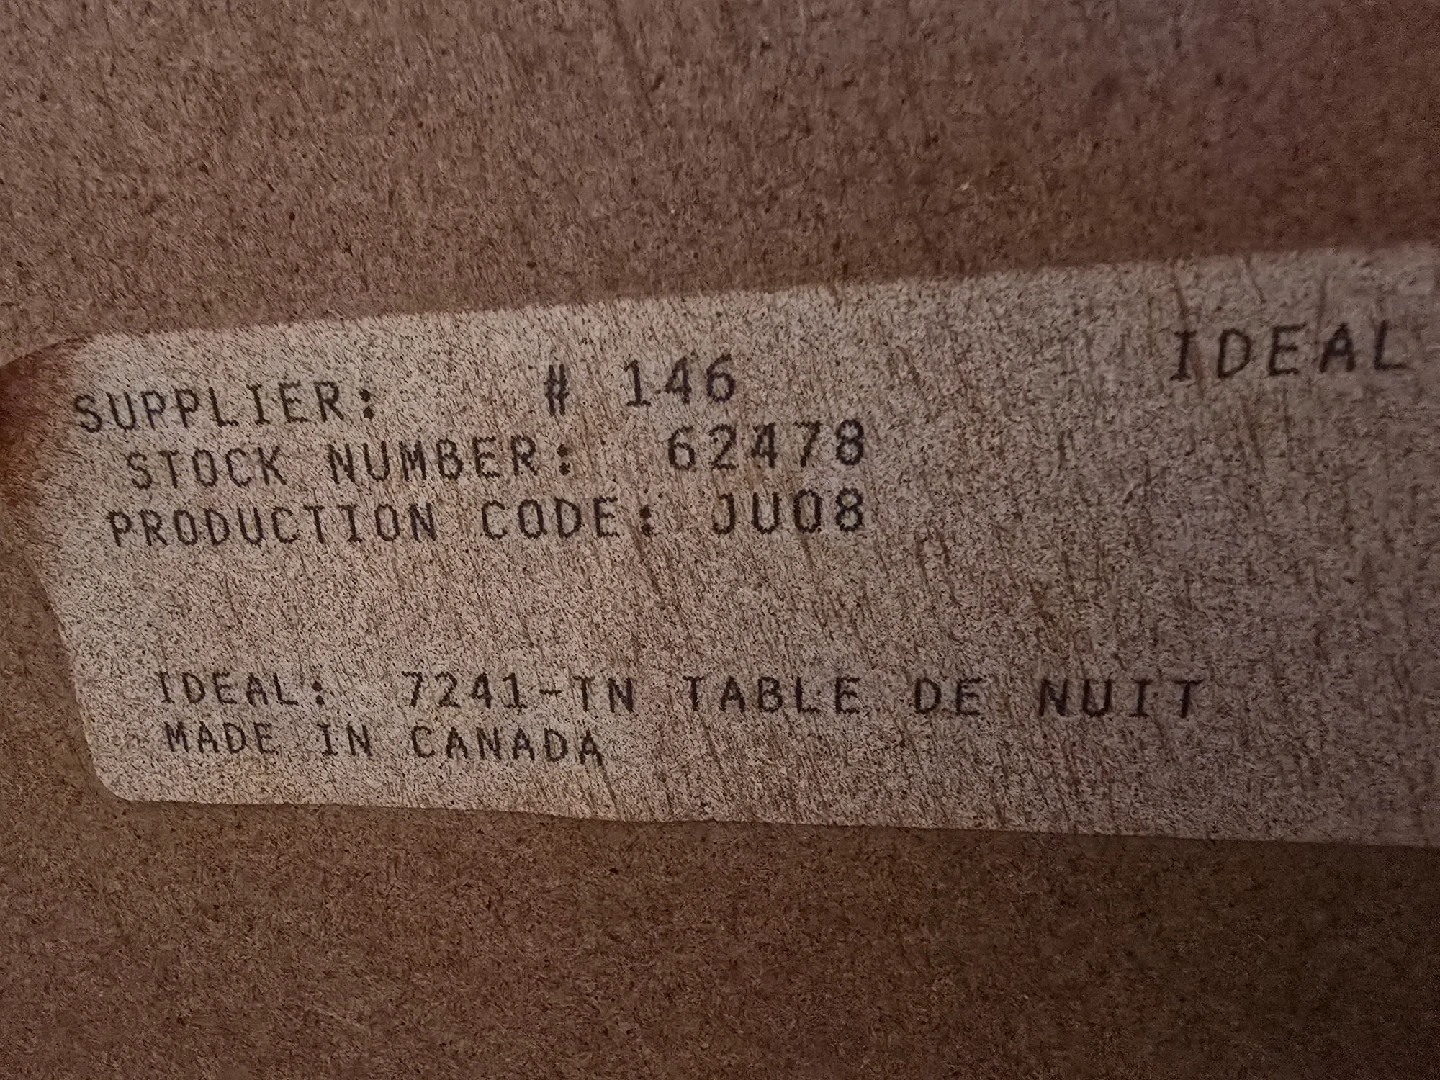 IDEAL
SUPPLIER: # 146
STOCK NUMBER: 62478
PRODUCTION CODE: JU08
IDEAL: 7241-TN TABLE DE NUIT
MADE IN CANADA